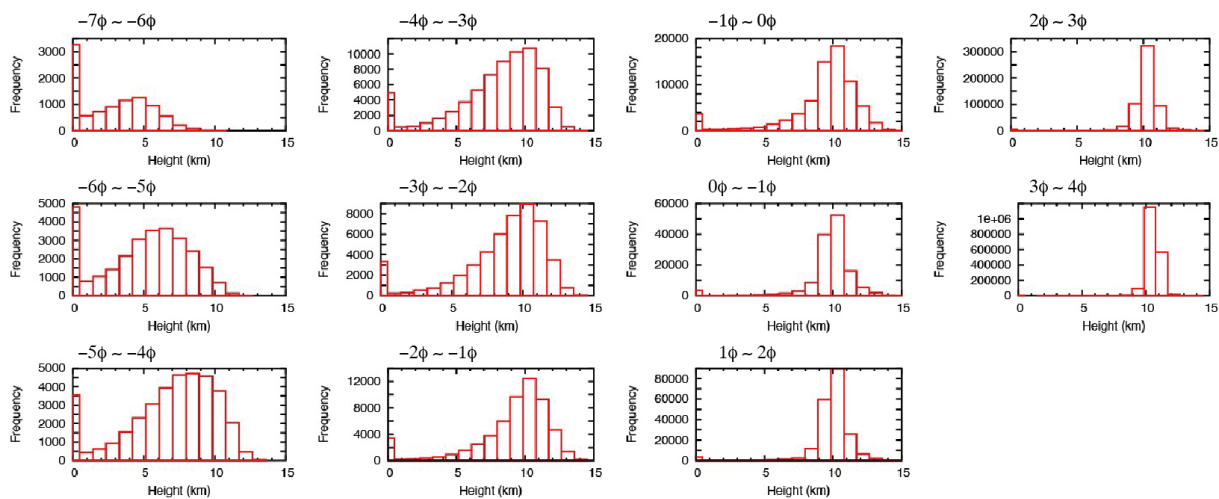 −7ϕ ~ −6ϕ
3000
2000
1000
0
Frequency
0 5 10 15
Height (km)
−6ϕ ~ −5ϕ
5000
4000
3000
2000
1000
0
Frequency
0 5 10 15
Height (km)
−5ϕ ~ −4ϕ
5000
4000
3000
2000
1000
0
Frequency
0 5 10 15
Height (km)
−4ϕ ~ −3ϕ
10000
8000
6000
4000
2000
0
Frequency
0 5 10 15
Height (km)
−3ϕ ~ −2ϕ
8000
6000
4000
2000
0
Frequency
0 5 10 15
Height (km)
−2ϕ ~ −1ϕ
12000
8000
4000
0
Frequency
0 5 10 15
Height (km)
−1ϕ ~ 0ϕ
20000
10000
0
Frequency
0 5 10 15
Height (km)
0ϕ ~ −1ϕ
60000
40000
20000
0
Frequency
0 5 10 15
Height (km)
1ϕ ~ 2ϕ
80000
60000
40000
20000
0
Frequency
0 5 10 15
Height (km)
2ϕ ~ 3ϕ
300000
200000
100000
0
Frequency
0 5 10 15
Height (km)
3ϕ ~ 4ϕ
1e+06
800000
600000
400000
200000
0
Frequency
0 5 10 15
Height (km)